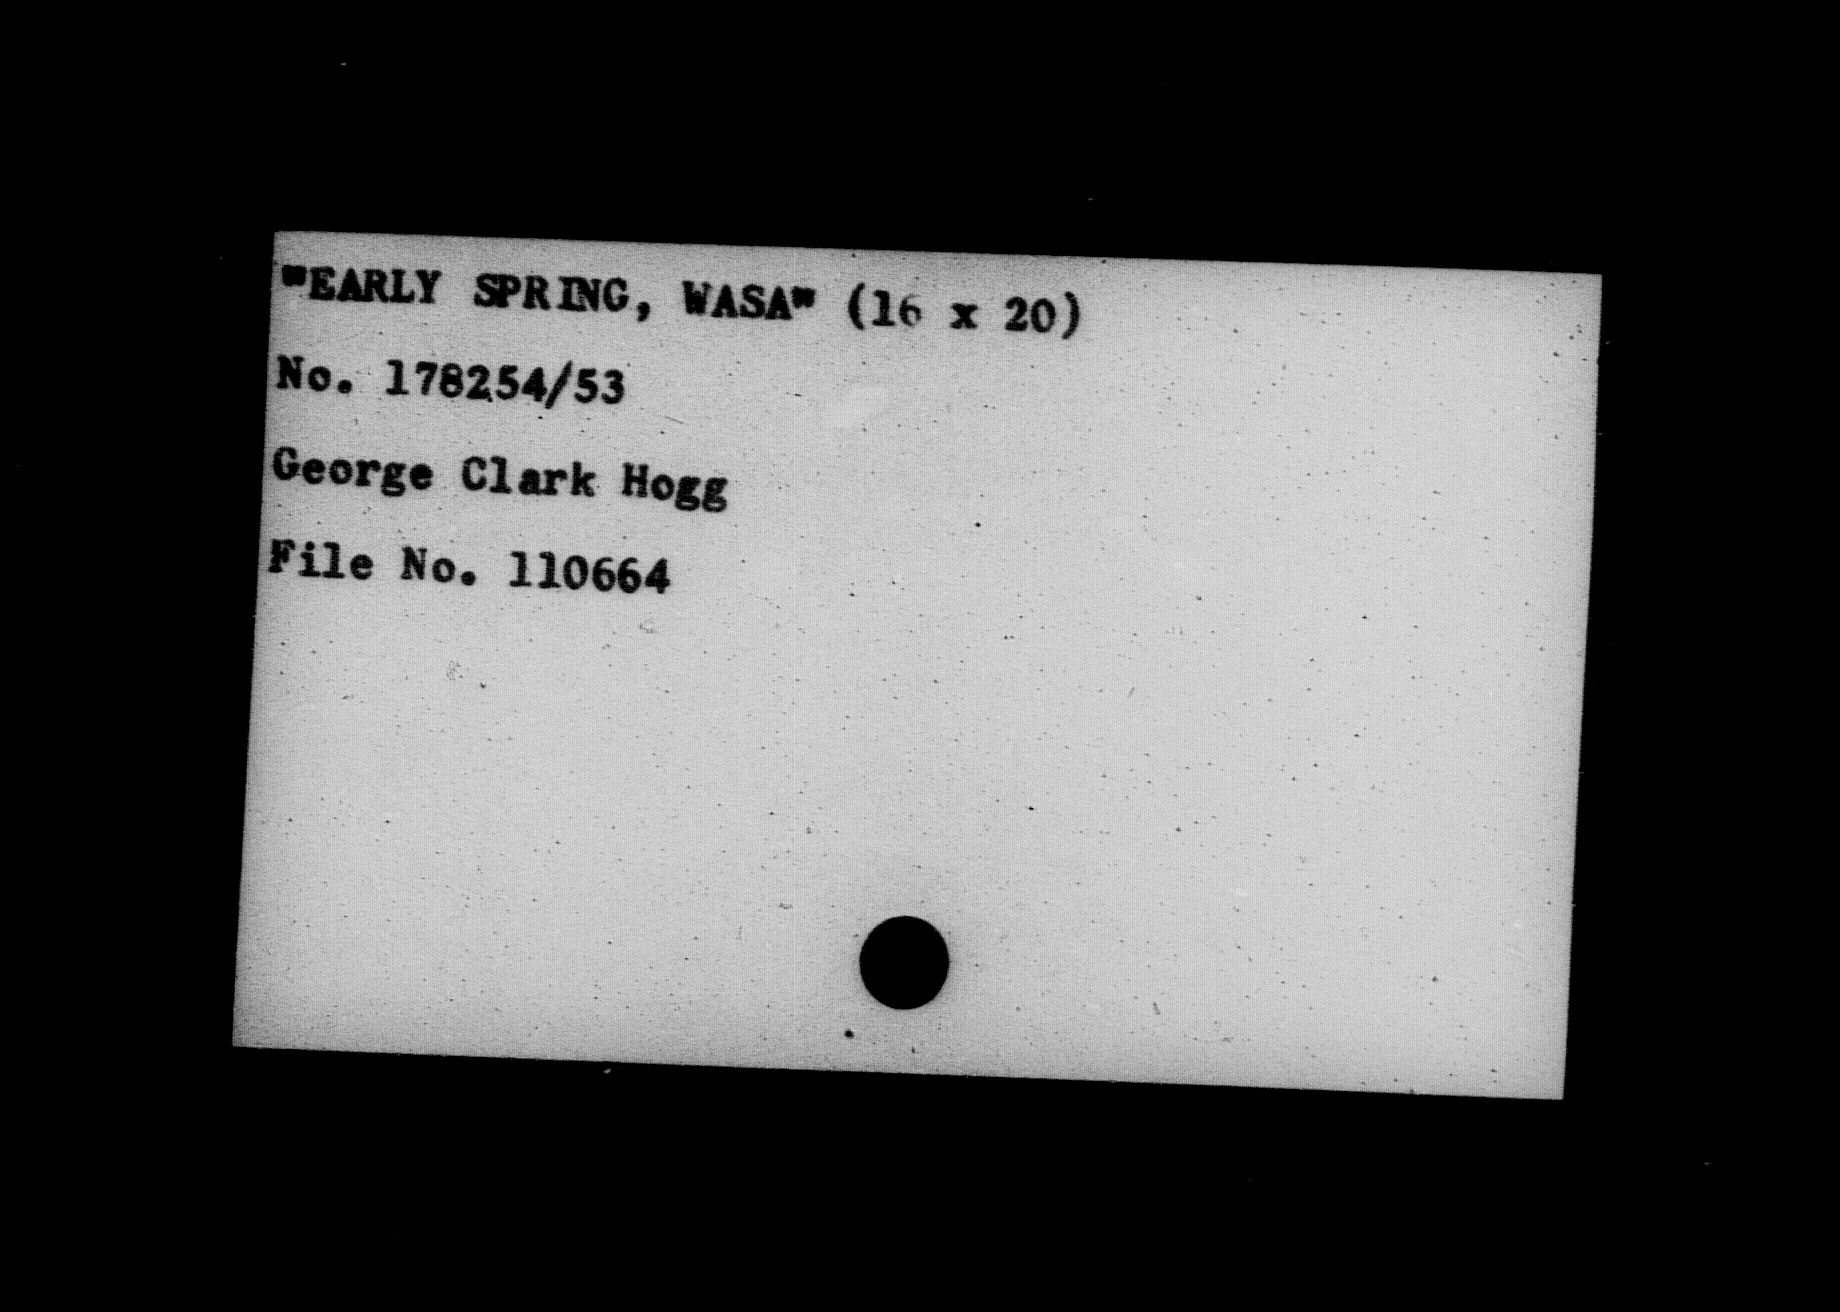 "EARLY SPRING, WASA" (16 x 20)
No. 178254/53
George Clark Hogg
File No. 110664